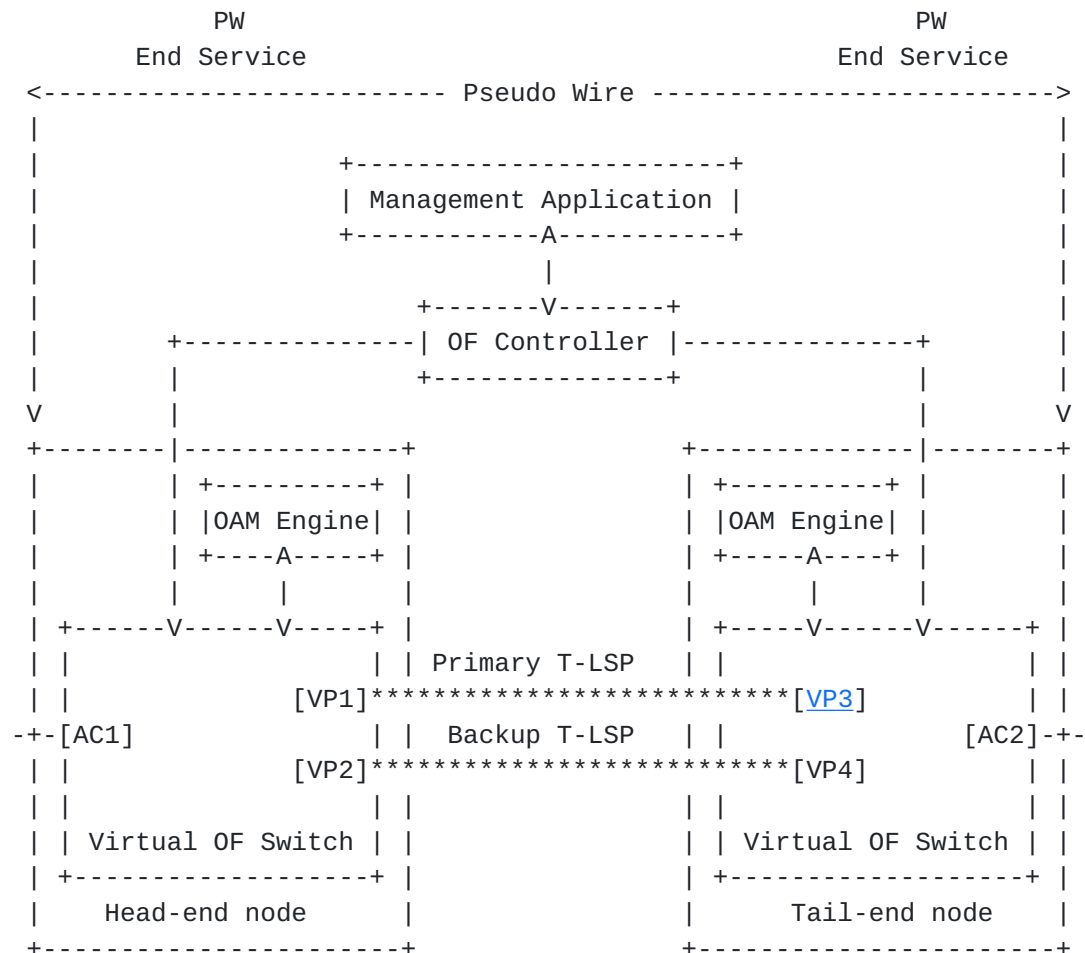 PW PW
End Service End Service
<-------------------------- Pseudo Wire -------------------------->
Management Application
A
V
OF Controller
V V
OAM Engine OAM Engine
A A
V V V V
Primary T-LSP
[VP1]***************************[VP3]
-+-[AC1] Backup T-LSP [AC2]-+-
[VP2]***************************[VP4]
Virtual OF Switch Virtual OF Switch
Head-end node Tail-end node